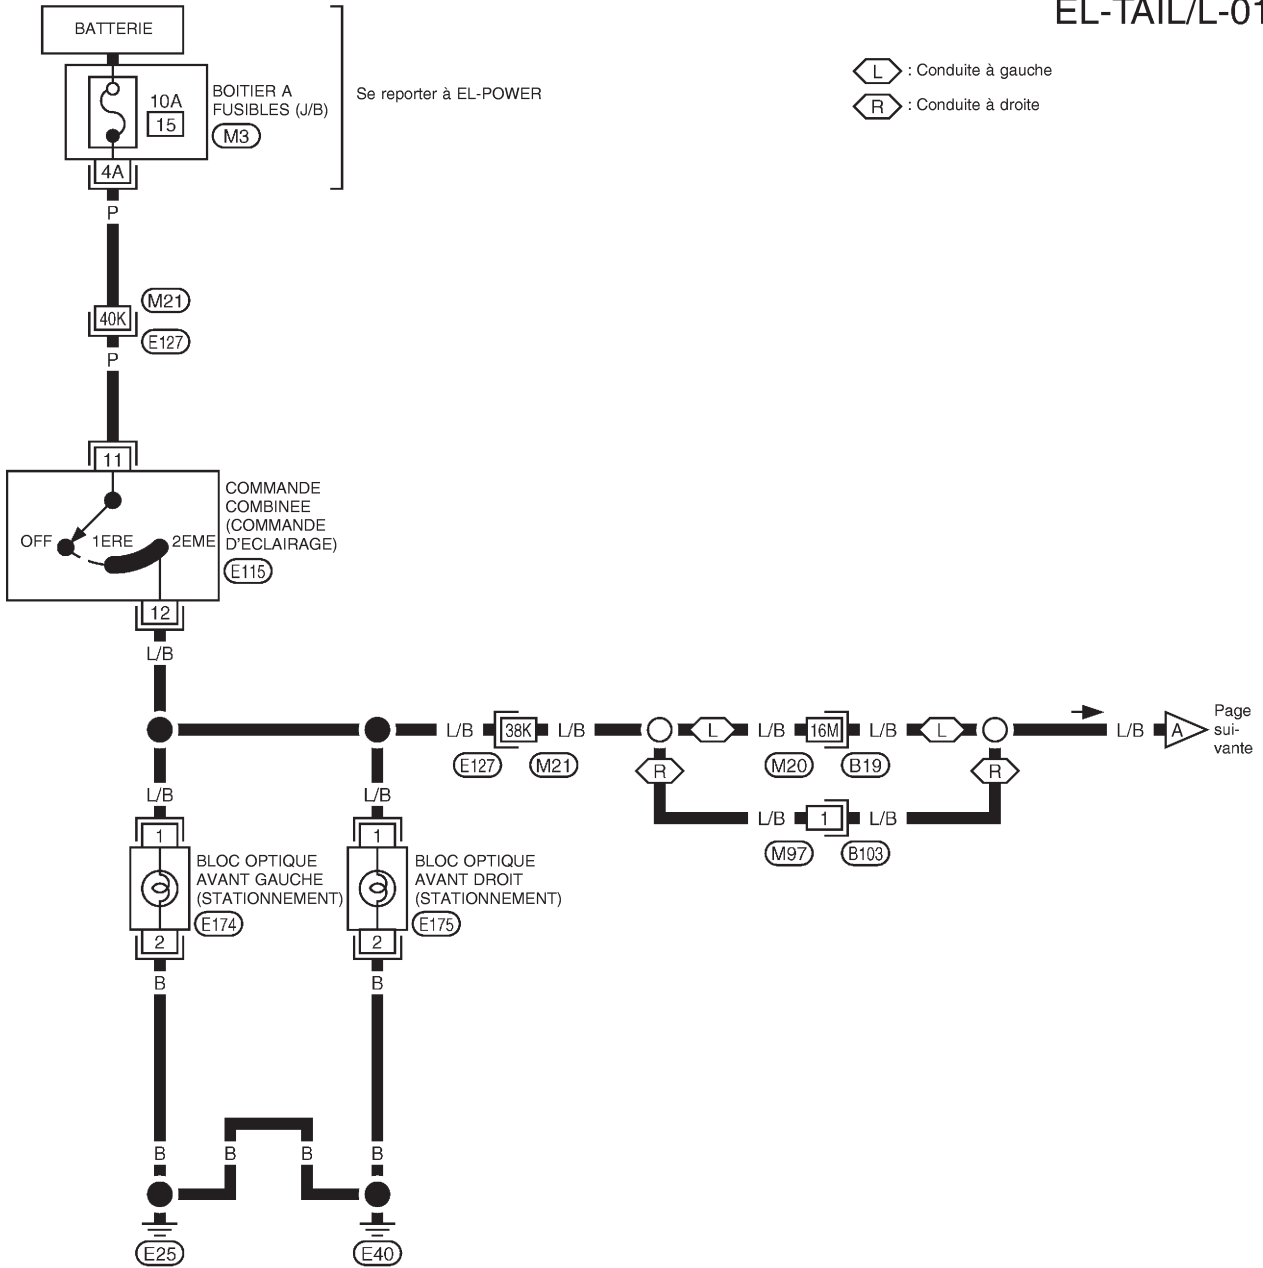 EL-TAIL/L-01
BATTERIE
10A
15
BOITIER A
FUSIBLES (J/B)
M3
Se reporter à EL-POWER
L : Conduite à gauche
R : Conduite à droite
4A
P
M21
40K
E127
P
11
COMMANDE
COMBINEE
(COMMANDE
D'ECLAIRAGE)
E115
OFF 1ERE 2EME
12
L/B
L/B 38K L/B L L/B 16M L/B L L/B A
Page
sui-
vante
E127 M21 M20 B19
R R
L/B 1 L/B
M97 B103
L/B L/B
1 1
BLOC OPTIQUE
AVANT GAUCHE
(STATIONNEMENT)
E174
BLOC OPTIQUE
AVANT DROIT
(STATIONNEMENT)
E175
2 2
B B
B B B B
E25 E40